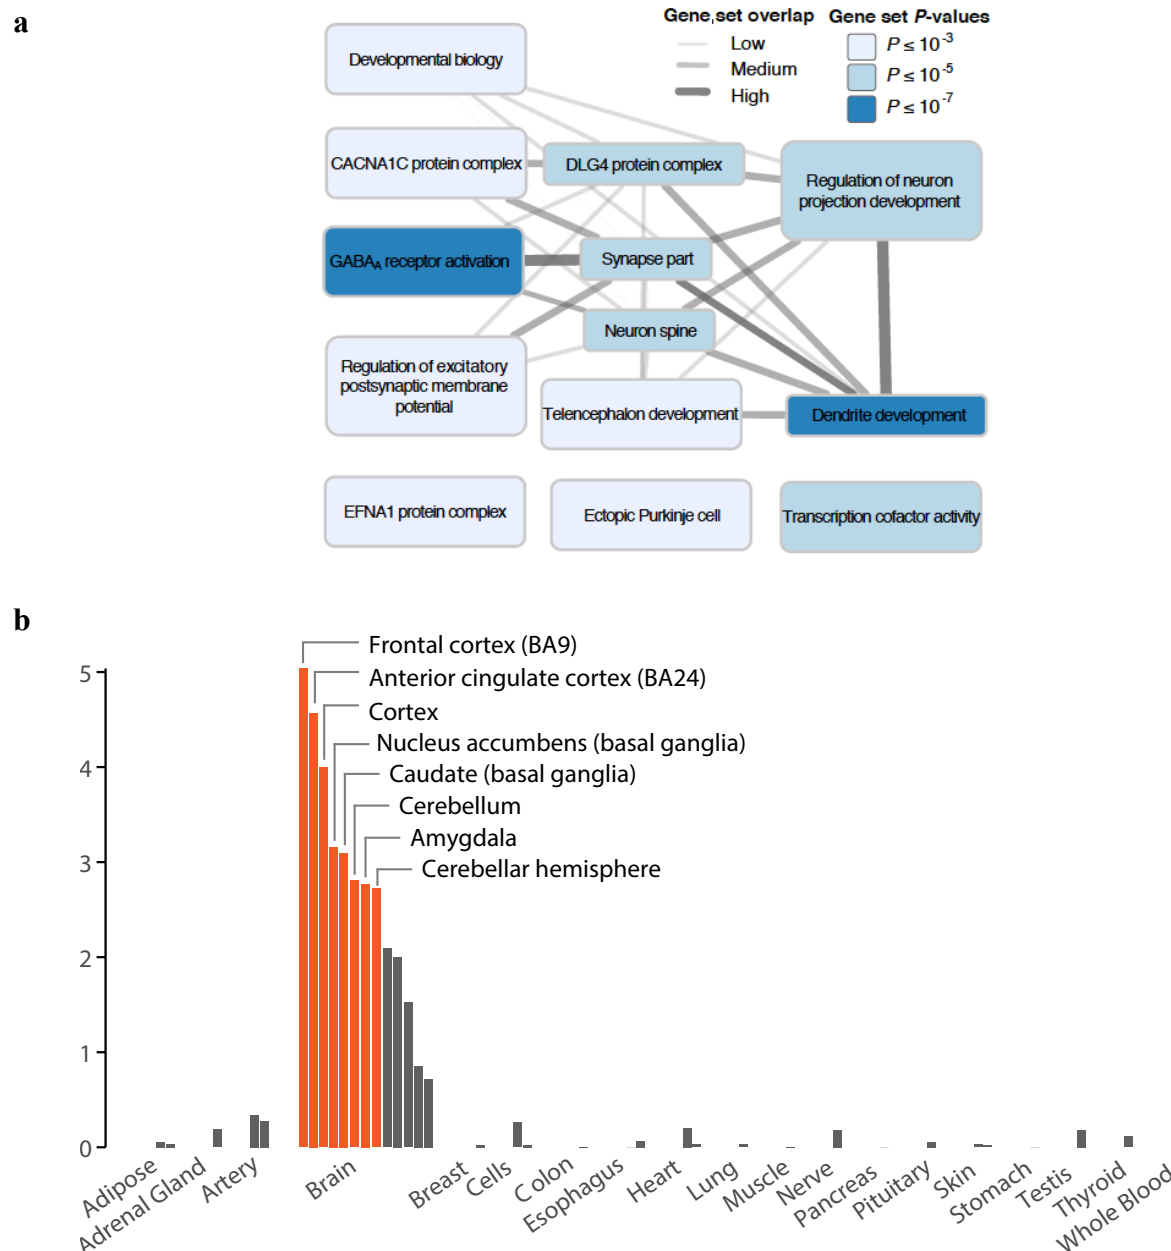 a
Gene,set overlap
Low
Medium
High
Gene set P-values
P ≤ 10-3
P ≤ 10-5
P ≤ 10-7
Developmental biology
CACNA1C protein complex
DLG4 protein complex
Regulation of neuron
projection development
GABAA receptor activation
Synapse part
Neuron spine
Regulation of excitatory
postsynaptic membrane
potential
Telencephalon development
Dendrite development
EFNA1 protein complex
Ectopic Purkinje cell
Transcription cofactor activity
b
Frontal cortex (BA9)
Anterior cingulate cortex (BA24)
Cortex
Nucleus accumbens (basal ganglia)
Caudate (basal ganglia)
Cerebellum
Amygdala
Cerebellar hemisphere
5
4
3
2
1
0
Adipose
Adrenal Gland
Artery
Brain
Breast
Cells
Colon
Esophagus
Heart
Lung
Muscle
Nerve
Pancreas
Pituitary
Skin
Stomach
Testis
Thyroid
Whole Blood